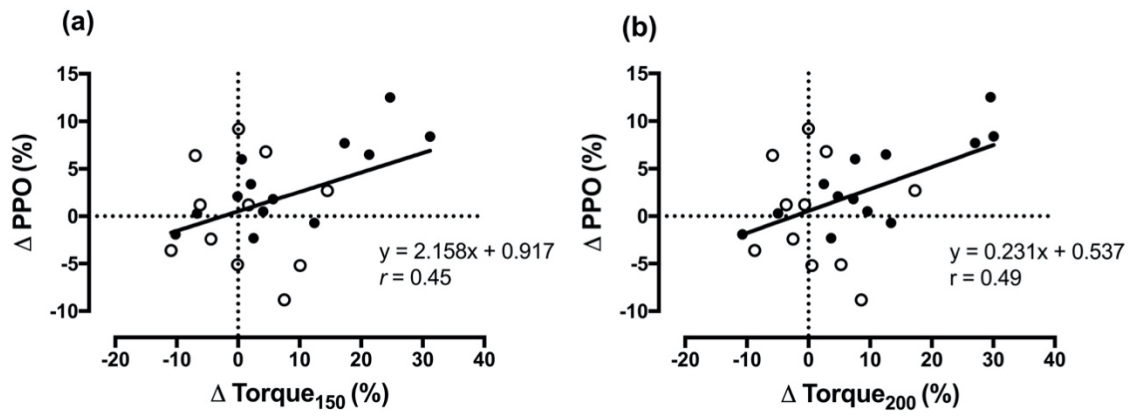 (a)
15
10
5
0
-5
-10
Δ PPO (%)
y = 2.158x + 0.917
r = 0.45
-20 -10 0 10 20 30 40
Δ Torque150 (%)
(b)
15
10
5
0
-5
-10
Δ PPO (%)
y = 0.231x + 0.537
r = 0.49
-20 -10 0 10 20 30 40
Δ Torque200 (%)